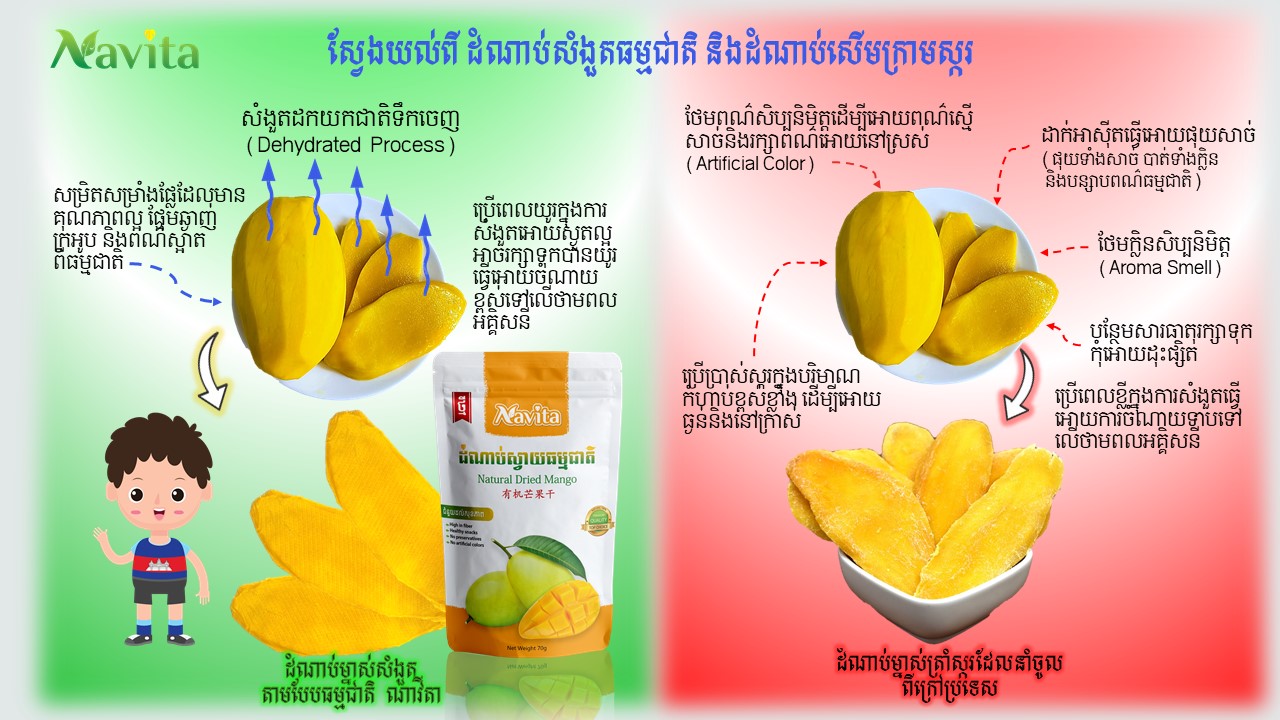 Navita
ស្វែងយល់ពី ដំណាប់សំងួតធម្មជាតិ និងដំណាប់សើមក្រាមស្ករ
សំងួតដកយកជាតិទឹកចេញ
( Dehydrated Process )
សម្រិតសម្រាំងផ្លែដែលមាន
គុណភាពល្អ ផ្អែមឆ្ងាញ់
ក្រអូប និងពណ៌ស្អាត
ពីធម្មជាតិ
ប្រើពេលយូរក្នុងការ
សំងួតអោយស្ងួតល្អ
អាចរក្សាទុកបានយូរ
ធ្វើអោយចំណាយ
ខ្ពស់ទៅលើថាមពល
អគ្គិសនី
ថ្មី
Navita
ដំណាប់ស្វាយធម្មជាតិ
Natural Dried Mango
有机芒果干
High in fiber
Healthy snacks
No preservatives
No artificial colors
QUALITY
Net Weight 70g
ដំណាប់ម្នាស់សំងួត
តាមបែបធម្មជាតិ ណាវីតា
ថែមពណ៌សិប្បនិមិត្តដើម្បីអោយពណ៌ស្មើ
សាច់និងរក្សាពណ៌អោយនៅស្រស់
( Artificial Color )
ដាក់អាស៊ីតធ្វើអោយផុយសាច់
( ផុយទាំងសាច់ បាត់ទាំងក្លិន
និងបន្សាបពណ៌ធម្មជាតិ )
ថែមក្លិនសិប្បនិមិត្ត
( Aroma Smell )
បន្ថែមសារធាតុរក្សាទុក
កុំអោយដុះផ្សិត
ប្រើប្រាស់ស្ករក្នុងបរិមាណ
កំហាប់ខ្ពស់ខ្លាំង ដើម្បីអោយ
ធ្ងន់និងនៅក្រាស់
ប្រើពេលខ្លីក្នុងការសំងួតធ្វើ
អោយការចំណាយទាបទៅ
លើថាមពលអគ្គិសនី
ដំណាប់ម្នាស់ត្រាំស្ករដែលនាំចូល
ពីក្រៅប្រទេស